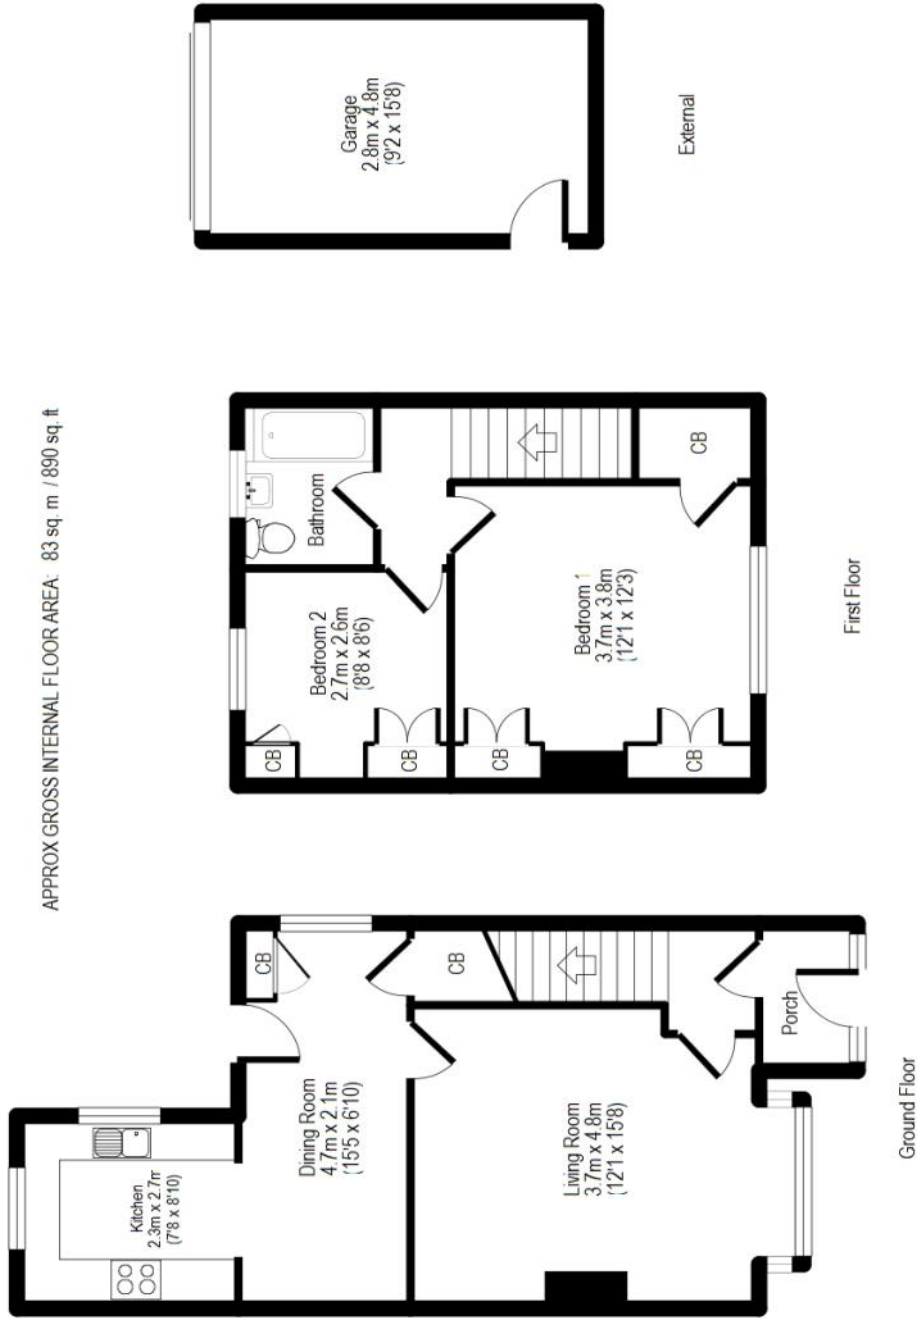 APPROX GROSS INTERNAL FLOOR AREA: 83 sq. m / 890 sq. ft
Kitchen
2.3m x 2.7m
(7'8 x 8'10)
Dining Room
4.7m x 2.1m
(15'5 x 6'10)
CB
CB
Living Room
3.7m x 4.8m
(12'1 x 15'8)
Porch
Ground Floor
CB
Bedroom 2
2.7m x 2.6m
(8'8 x 8'6)
Bathroom
CB
CB
Bedroom 1
3.7m x 3.8m
(12'1 x 12'3)
CB
CB
First Floor
Garage
2.8m x 4.8m
(9'2 x 15'8)
External